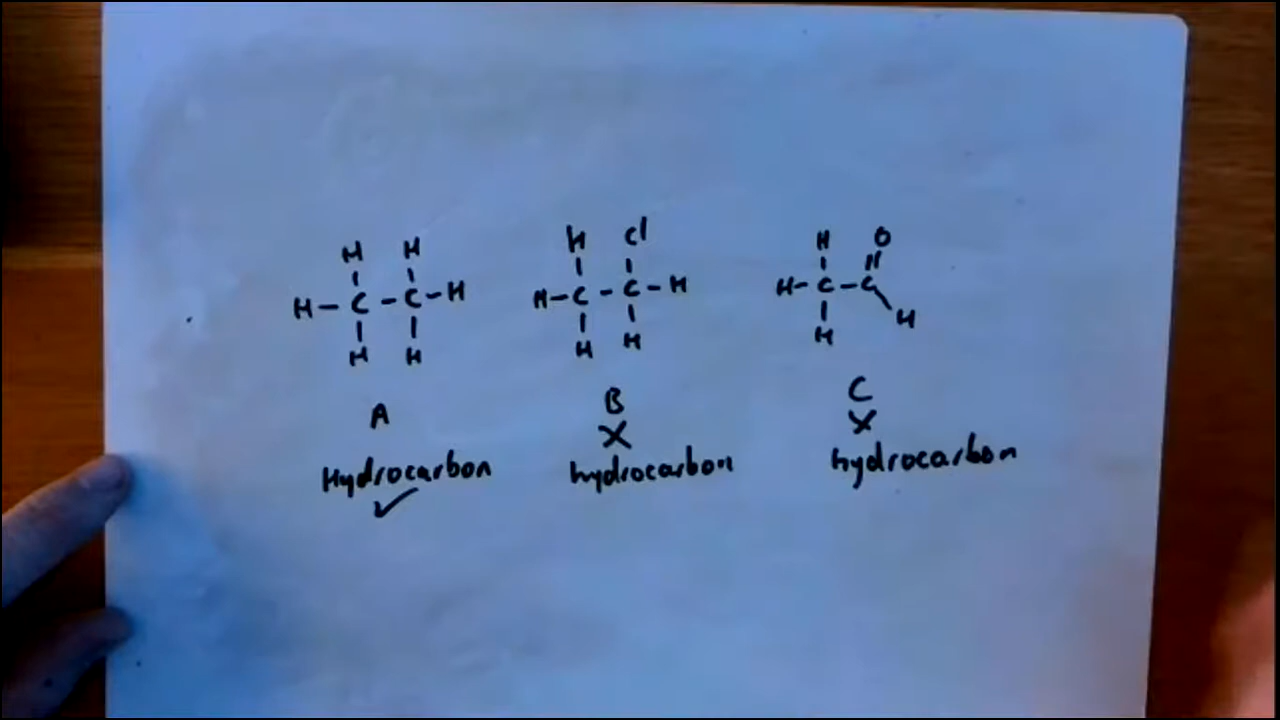 H H H Cl H O
H-C-C-H H-C-C-H H-C-C
H H H H H H
A B C
✓ X X
Hydrocarbon hydrocarbon hydrocarbon